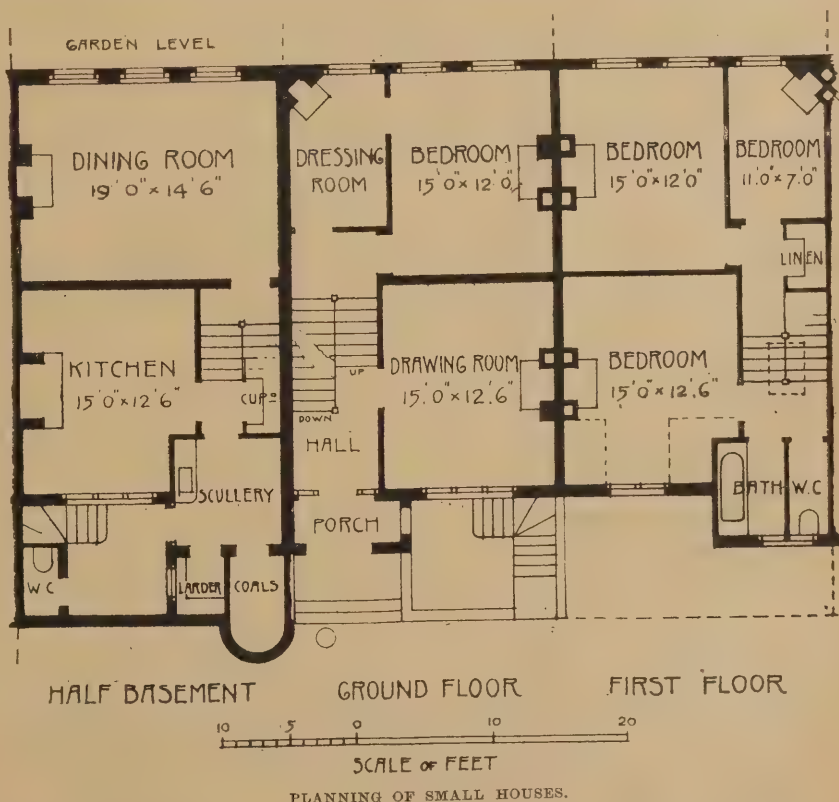 GARDEN LEVEL
DINING ROOM
19'0" × 14'6"
DRESSING
ROOM
BEDROOM
15'0" × 12'0"
BEDROOM
15'0" × 12'0
BEDROOM
11'0" × 7'0"
LINEN
KITCHEN
15'0" × 12'6"
CUPD
UP
DOWN
HALL
DRAWING ROOM
15'0" × 12'6"
BEDROOM
15'0" × 12'6"
SCULLERY
PORCH
BATH
W.C
WC
LARDER
COALS
HALF BASEMENT
GROUND FLOOR
FIRST FLOOR
10 5 0 10 20
SCALE OF FEET
PLANNING OF SMALL HOUSES.